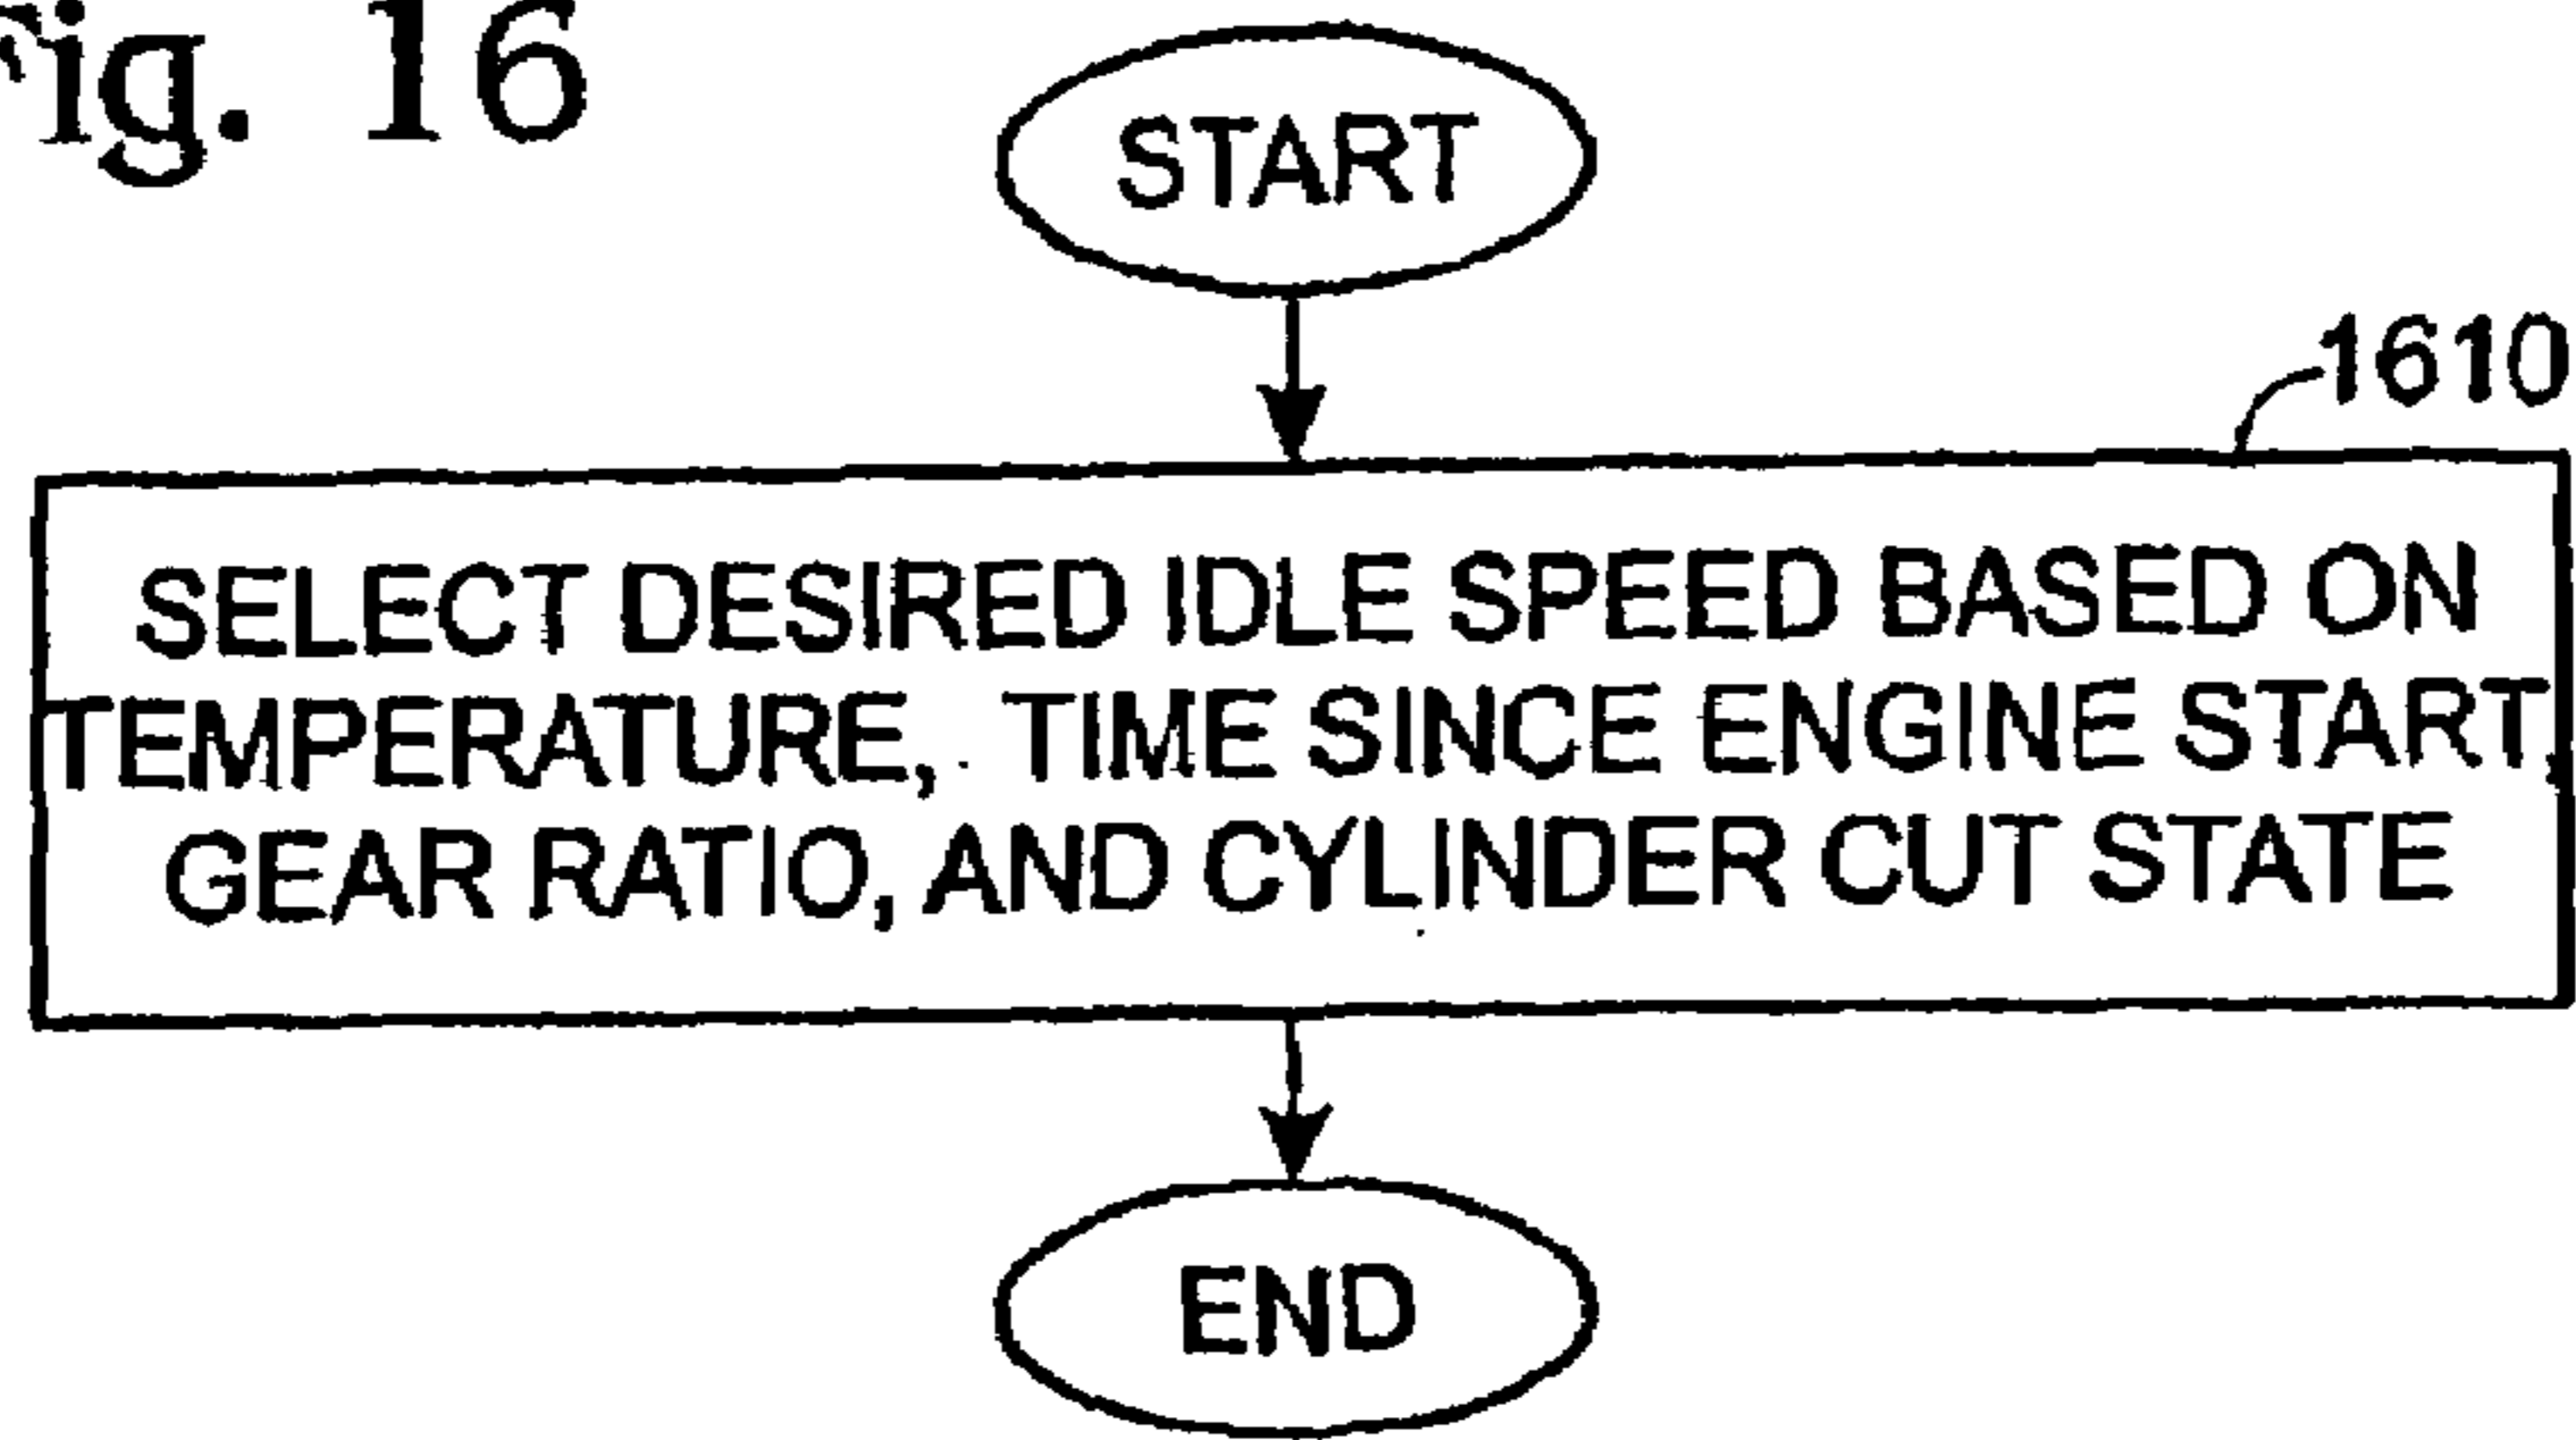 Fig. 16
START
1610
SELECT DESIRED IDLE SPEED BASED ON
TEMPERATURE, TIME SINCE ENGINE START,
GEAR RATIO, AND CYLINDER CUT STATE
END